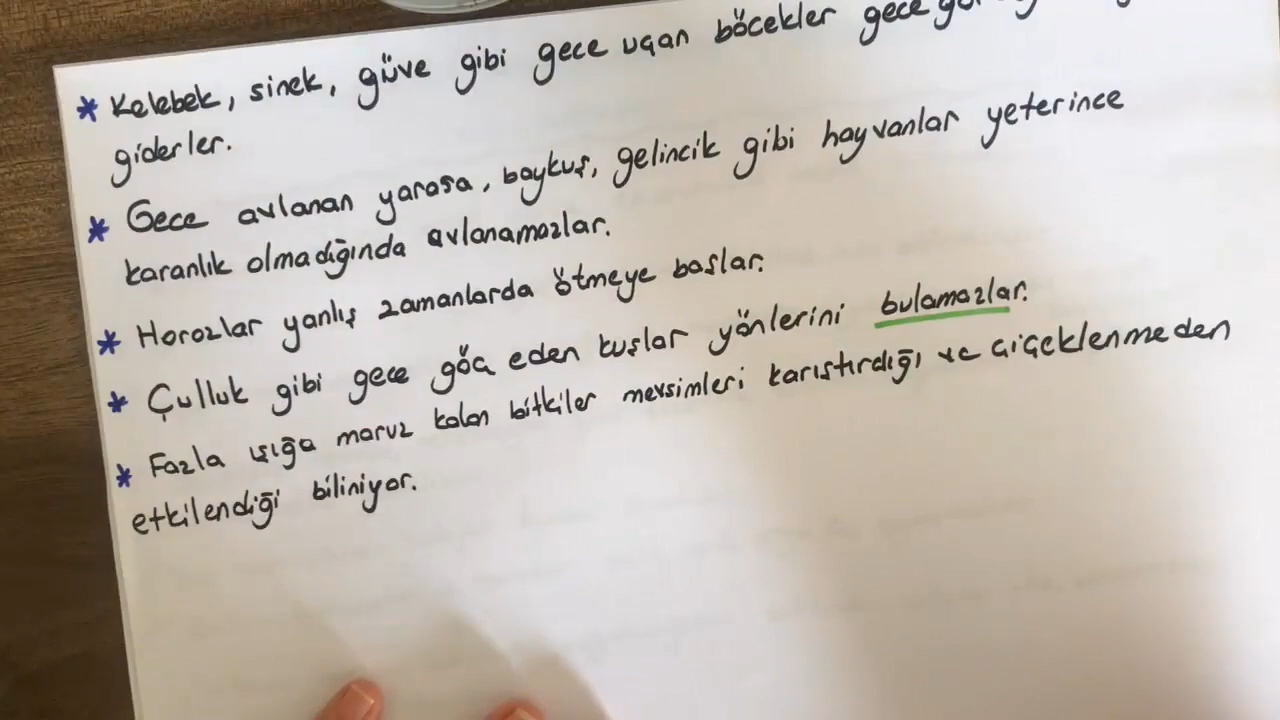 * Kelebek, sinek, güve gibi gece uçan böcekler gece
giderler.
* Gece avlanan yarasa, baykuş, gelincik gibi hayvanlar yeterince
karanlık olmadığında avlanamazlar.
* Horozlar yanlış zamanlarda ötmeye başlar.
* Çulluk gibi gece göç eden kuşlar yönlerini bulamazlar.
* Fazla ışığa maruz kalan bitkiler mevsimleri karıştırdığı ve çiçeklenmeden
etkilendiği biliniyor.